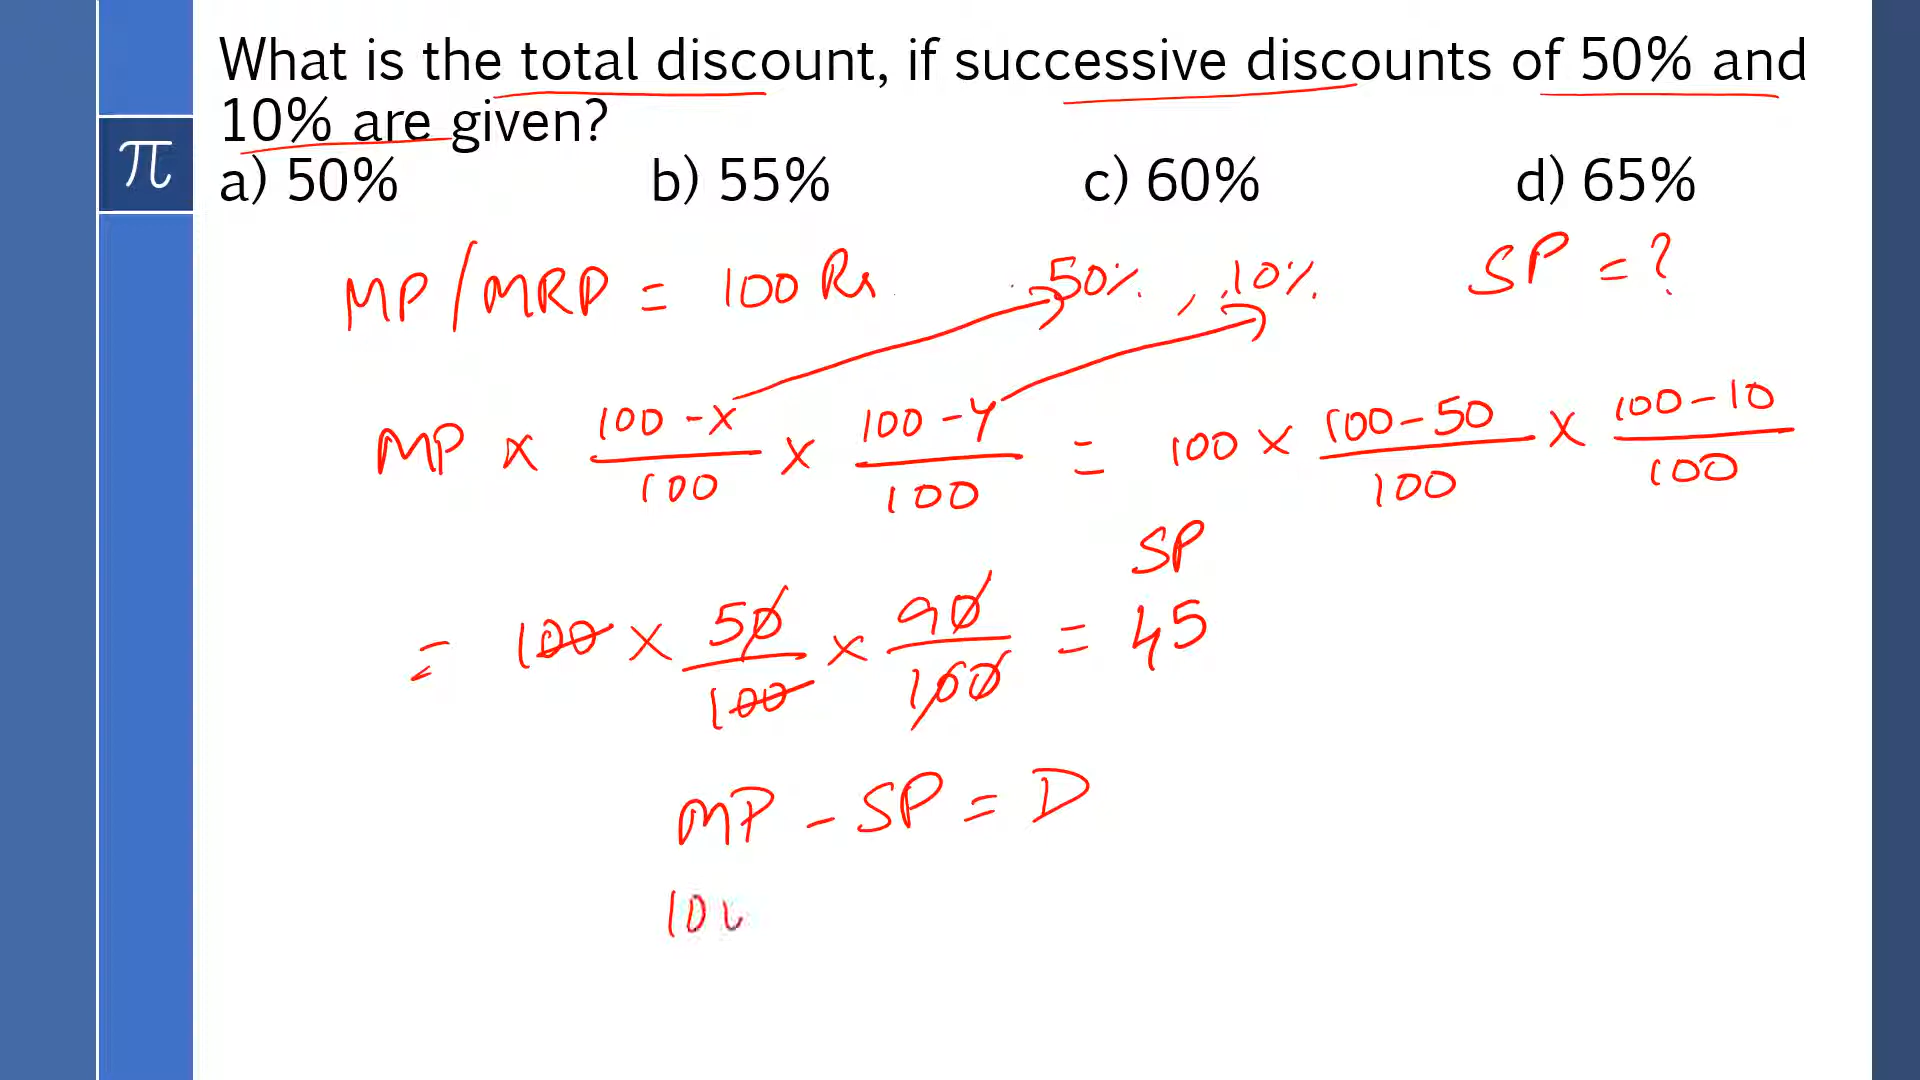 What is the total discount, if successive discounts of 50% and
10% are given?
π
a) 50% b) 55% c) 60% d) 65%
MP/MRP = 100 Rs 50%, 10% SP = ?
MP × (100 - x)/100 × (100 - y)/100 = 100 × (100 - 50)/100 × (100 - 10)/100
SP
= 100 × 50/100 × 90/100 = 45
MP - SP = D
10